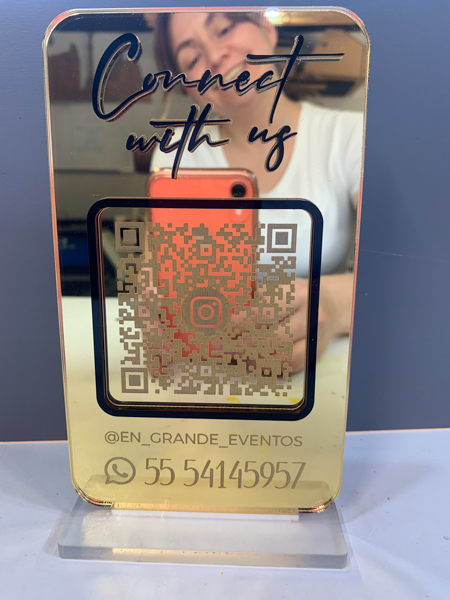 Connect
with us
@EN_GRANDE_EVENTOS
55 54145957